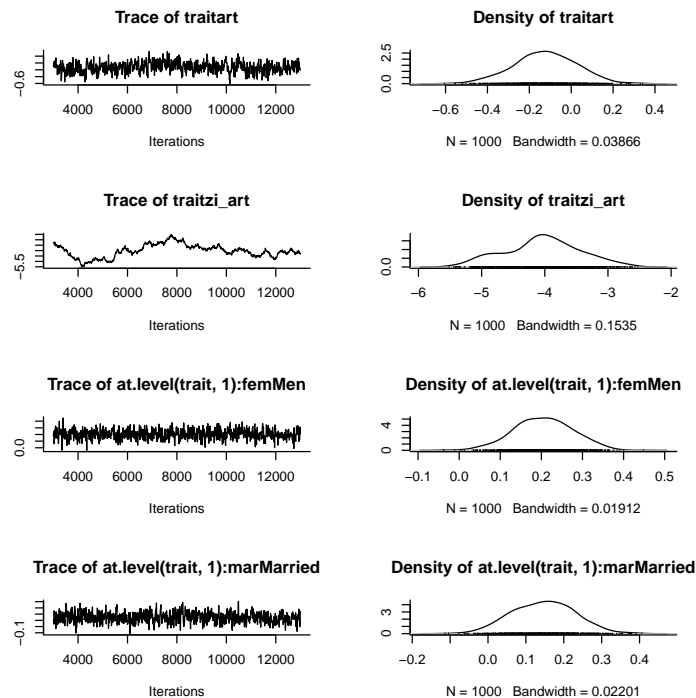 Trace of traitart
Density of traitart
−0.6
4000 6000 8000 10000 12000
Iterations
0.0 2.5
−0.6 −0.4 −0.2 0.0 0.2 0.4
N = 1000 Bandwidth = 0.03866
Trace of traitzi_art
Density of traitzi_art
−5.5
4000 6000 8000 10000 12000
Iterations
0.0
−6 −5 −4 −3 −2
N = 1000 Bandwidth = 0.1535
Trace of at.level(trait, 1):femMen
Density of at.level(trait, 1):femMen
0.0
4000 6000 8000 10000 12000
Iterations
0 4
−0.1 0.0 0.1 0.2 0.3 0.4 0.5
N = 1000 Bandwidth = 0.01912
Trace of at.level(trait, 1):marMarried
Density of at.level(trait, 1):marMarried
−0.1
4000 6000 8000 10000 12000
Iterations
0 3
−0.2 0.0 0.1 0.2 0.3 0.4
N = 1000 Bandwidth = 0.02201